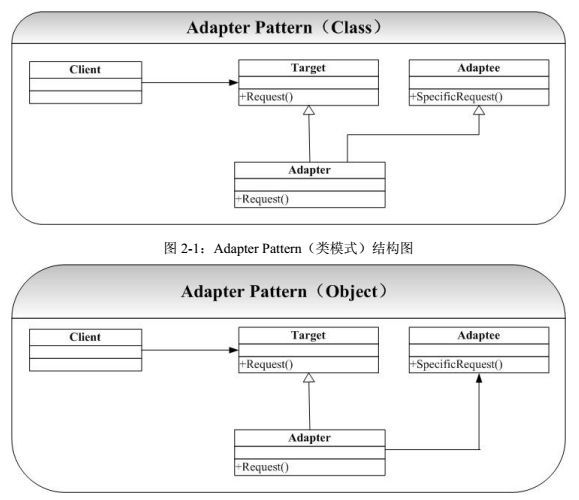 Adapter Pattern（Class）
Client
Target
Adaptee
+Request()
+SpecificRequest()
Adapter
+Request()
图 2-1：Adapter Pattern（类模式）结构图
Adapter Pattern（Object）
Client
Target
Adaptee
+Request()
+SpecificRequest()
Adapter
+Request()